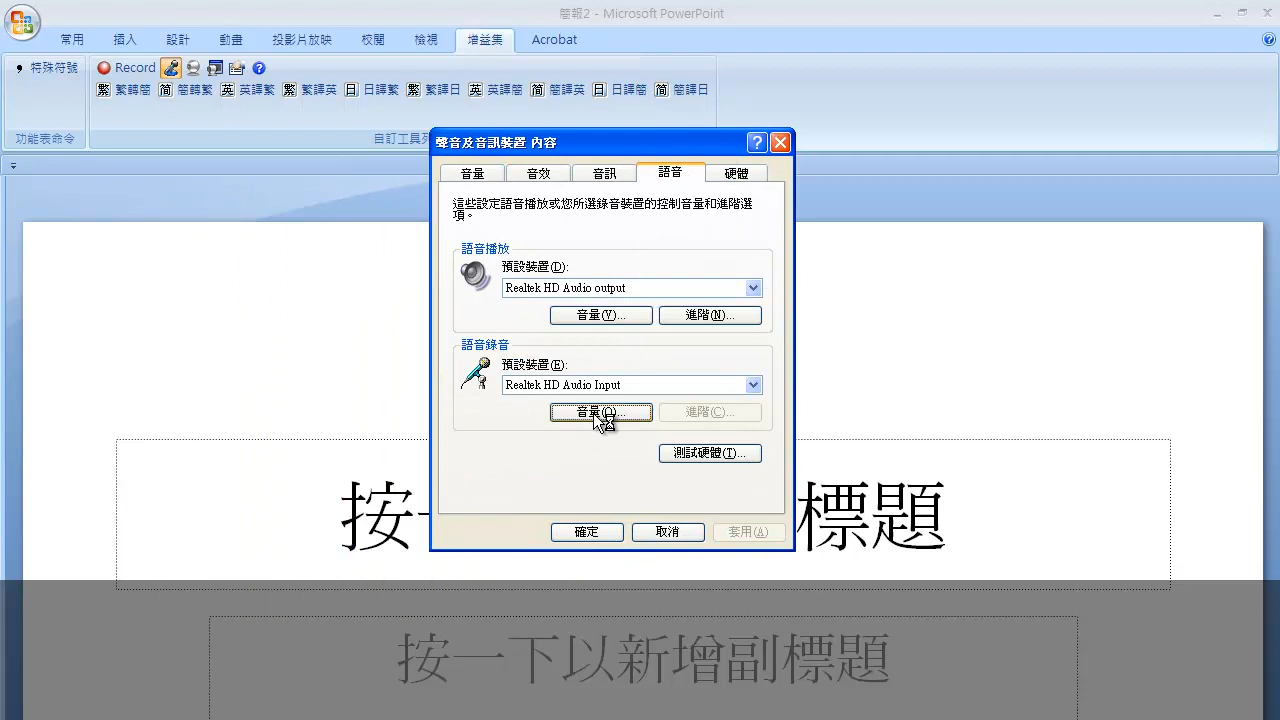 簡報2 - Microsoft PowerPoint
常用 插入 設計 動畫 投影片放映 校閱 檢視 增益集 Acrobat
特殊符號 Record
繁 繁轉簡 簡 簡轉繁 英 英譯繁 繁 繁譯英 日 日譯繁 繁 繁譯日 英 英譯簡 簡 簡譯英 日 日譯簡 簡 簡譯日
功能表命令 自訂工具列
聲音及音訊裝置 內容
音量 音效 音訊 語音 硬體
這些設定語音播放或您所選錄音裝置的控制音量和進階選
項。
語音播放
預設裝置(D):
Realtek HD Audio output
音量(V)... 進階(N)...
語音錄音
預設裝置(E):
Realtek HD Audio Input
音量(O)... 進階(C)...
測試硬體(T)...
按一 標題
確定 取消 套用(A)
按一下以新增副標題